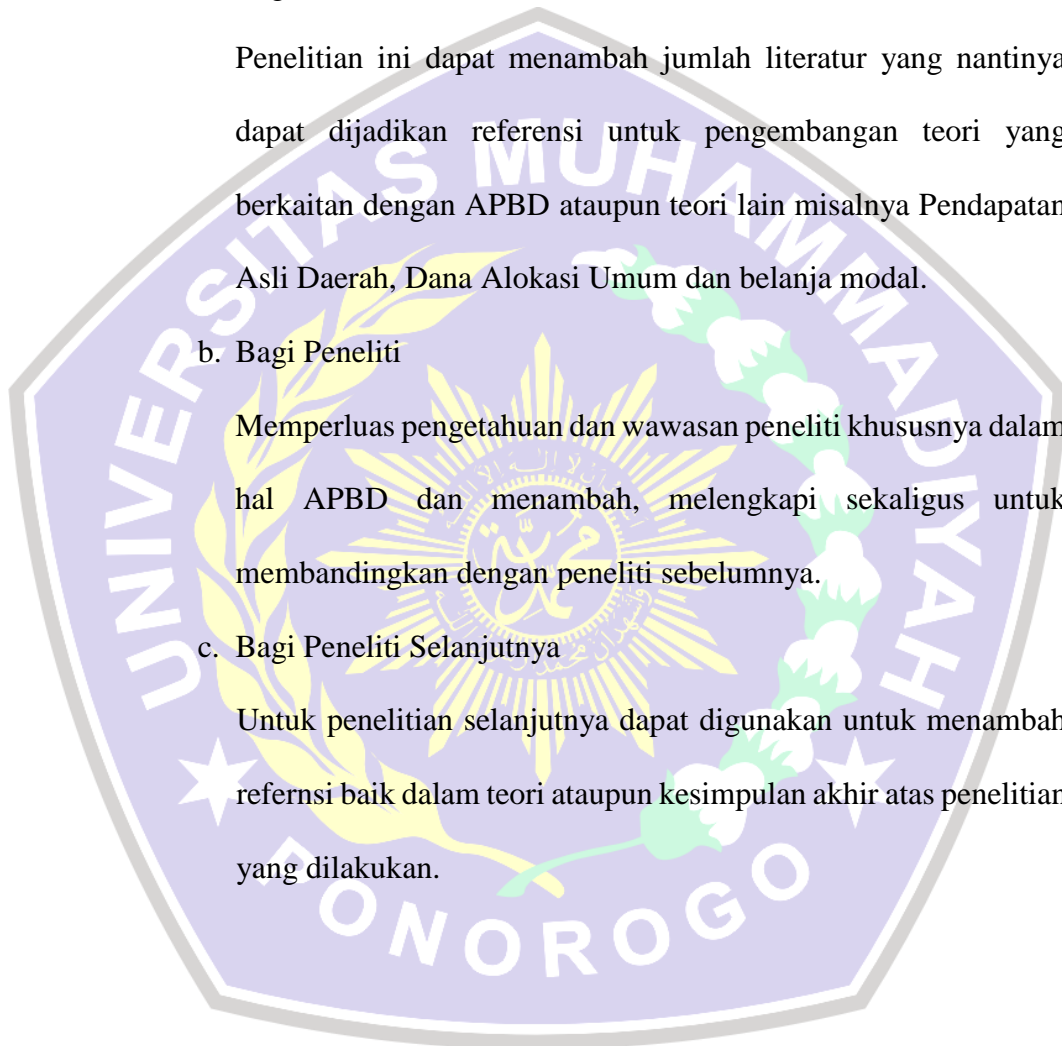 Penelitian ini dapat menambah jumlah literatur yang nantinya
dapat dijadikan referensi untuk pengembangan teori yang
berkaitan dengan APBD ataupun teori lain misalnya Pendapatan
Asli Daerah, Dana Alokasi Umum dan belanja modal.
b. Bagi Peneliti
Memperluas pengetahuan dan wawasan peneliti khususnya dalam
hal APBD dan menambah, melengkapi sekaligus untuk
membandingkan dengan peneliti sebelumnya.
c. Bagi Peneliti Selanjutnya
Untuk penelitian selanjutnya dapat digunakan untuk menambah
refernsi baik dalam teori ataupun kesimpulan akhir atas penelitian
yang dilakukan.
UNIVERSITAS MUHAMMADIYAH
PONOROGO